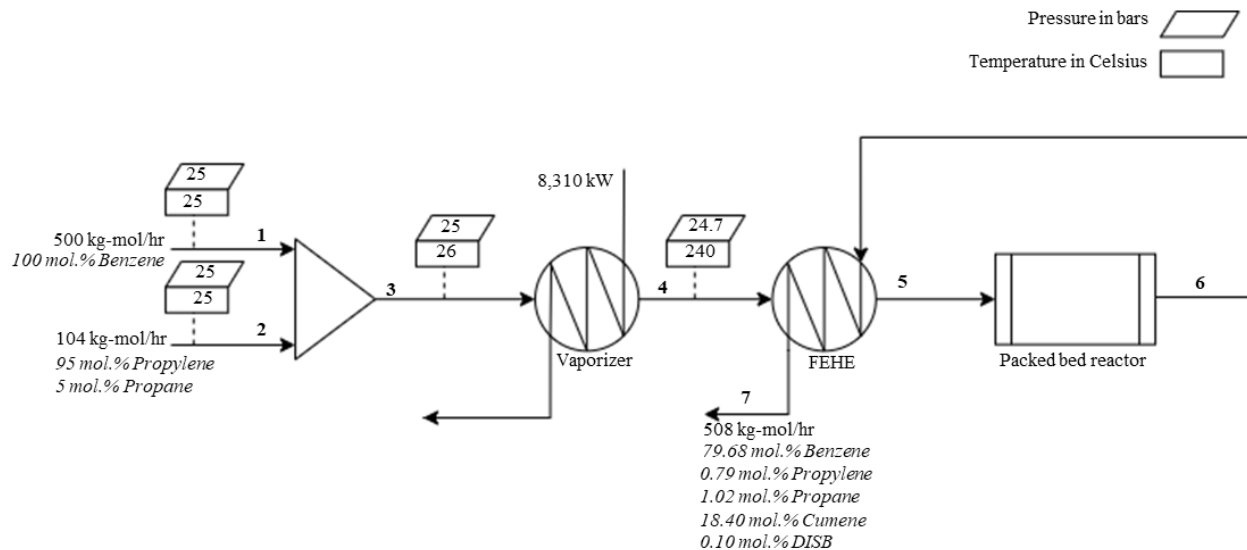 Pressure in bars
Temperature in Celsius
25
25
500 kg-mol/hr
100 mol.% Benzene
1
25
25
104 kg-mol/hr
95 mol.% Propylene
5 mol.% Propane
2
3
25
26
8,310 kW
Vaporizer
4
24.7
240
FEHE
5
Packed bed reactor
6
7
508 kg-mol/hr
79.68 mol.% Benzene
0.79 mol.% Propylene
1.02 mol.% Propane
18.40 mol.% Cumene
0.10 mol.% DISB